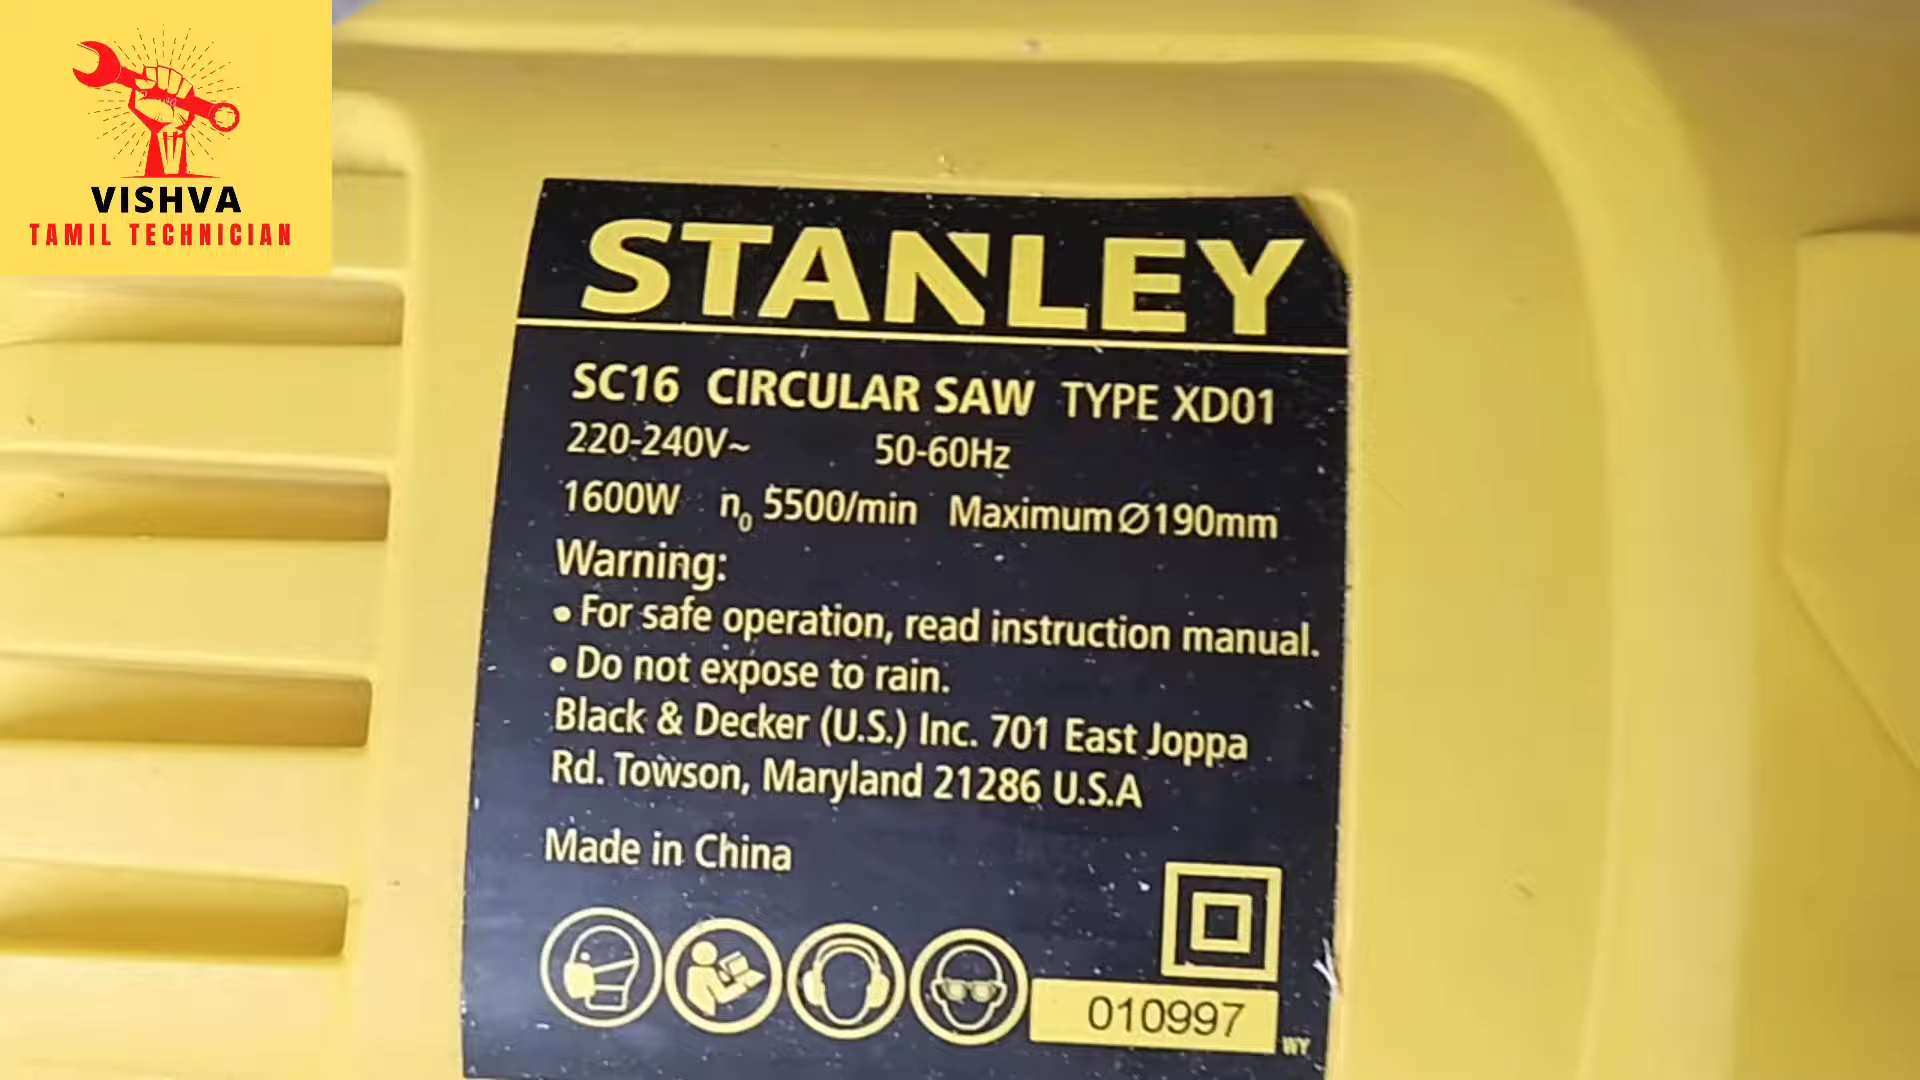 VISHVA
TAMIL TECHNICIAN
STANLEY
SC16 CIRCULAR SAW TYPE XD01
220-240V~ 50-60Hz
1600W n₀ 5500/min Maximum Ø190mm
Warning:
• For safe operation, read instruction manual.
• Do not expose to rain.
Black & Decker (U.S.) Inc. 701 East Joppa
Rd. Towson, Maryland 21286 U.S.A
Made in China
010997
WY